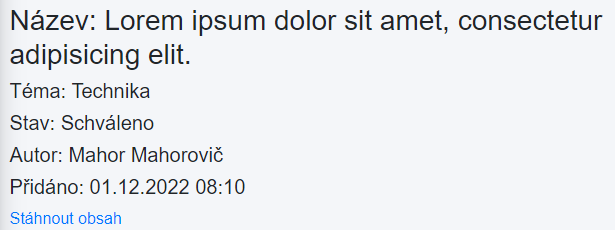 Název: Lorem ipsum dolor sit amet, consectetur
adipisicing elit.
Téma: Technika
Stav: Schváleno
Autor: Mahor Mahorovič
Přidáno: 01.12.2022 08:10
Stáhnout obsah